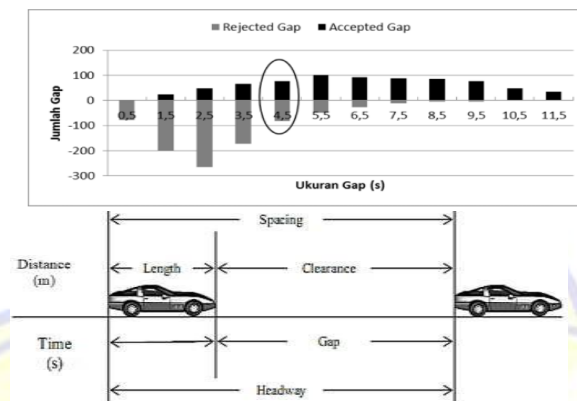 Rejected Gap Accepted Gap
200
100
0
-100
-200
-300
Jumlah Gap
0,5 1,5 2,5 3,5 4,5 5,5 6,5 7,5 8,5 9,5 10,5 11,5
Ukuran Gap (s)
Spacing
Distance
(m)
Length Clearance
Time
(s)
Gap
Headway